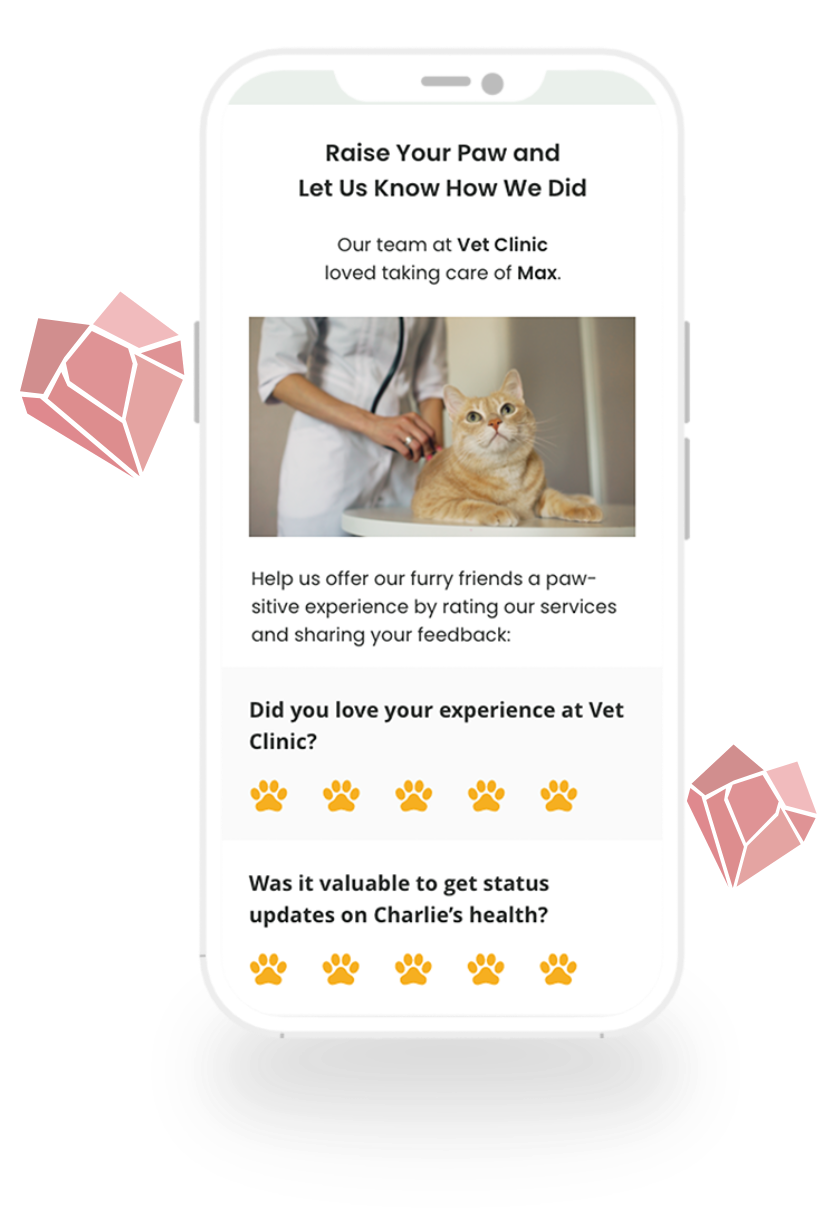 Raise Your Paw and
Let Us Know How We Did
Our team at Vet Clinic
loved taking care of Max.
Help us offer our furry friends a paw-
sitive experience by rating our services
and sharing your feedback:
Did you love your experience at Vet
Clinic?
Was it valuable to get status
updates on Charlie’s health?